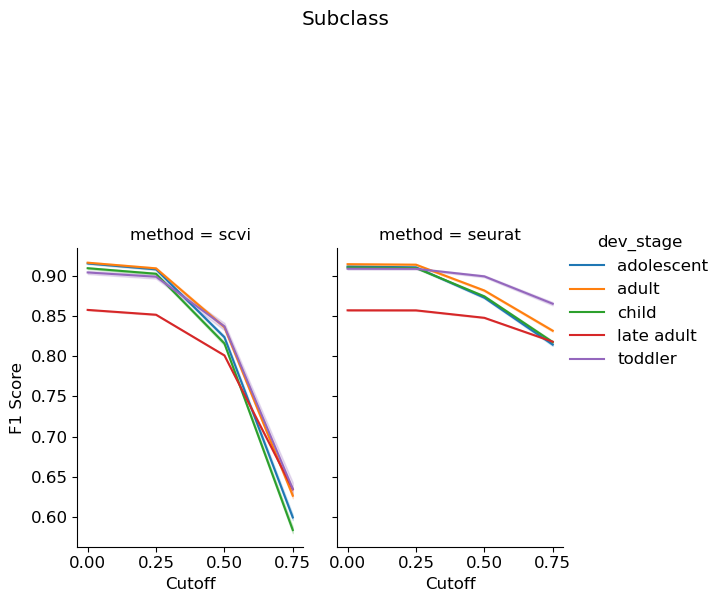 Subclass
method = scvi
method = seurat
dev_stage
adolescent
adult
child
late adult
toddler
F1 Score
0.90
0.85
0.80
0.75
0.70
0.65
0.60
0.00 0.25 0.50 0.75
0.00 0.25 0.50 0.75
Cutoff
Cutoff